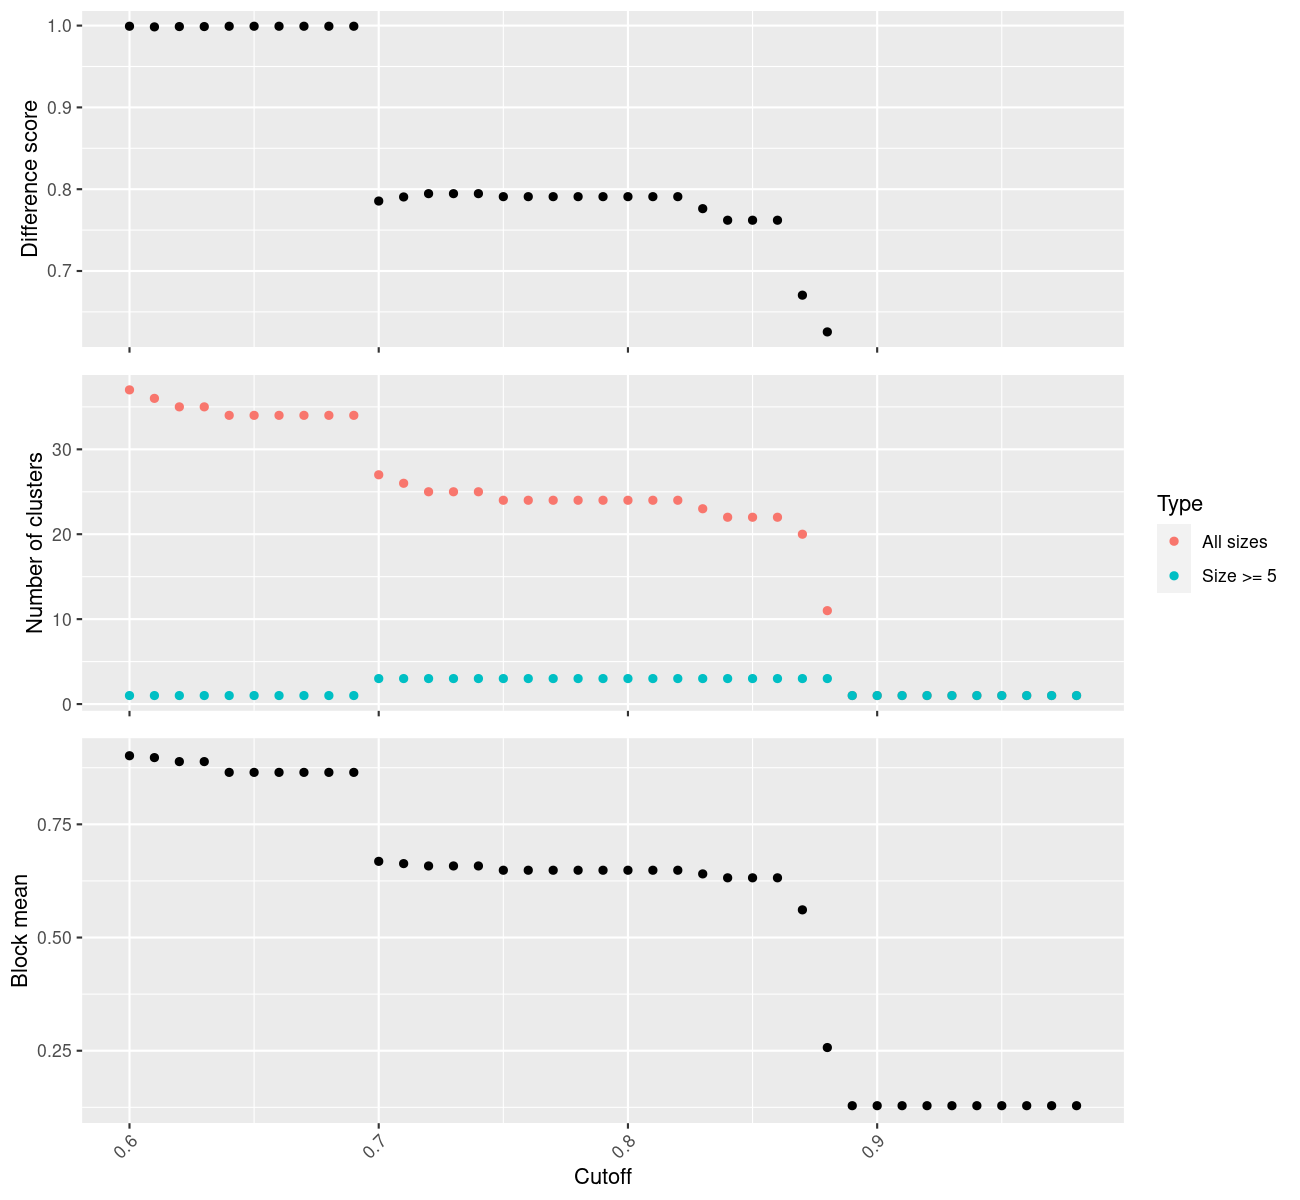 Difference score
1.0
0.9
0.8
0.7
Number of clusters
30
20
10
0
Type
All sizes
Size >= 5
Block mean
0.75
0.50
0.25
0.6
0.7
0.8
0.9
Cutoff